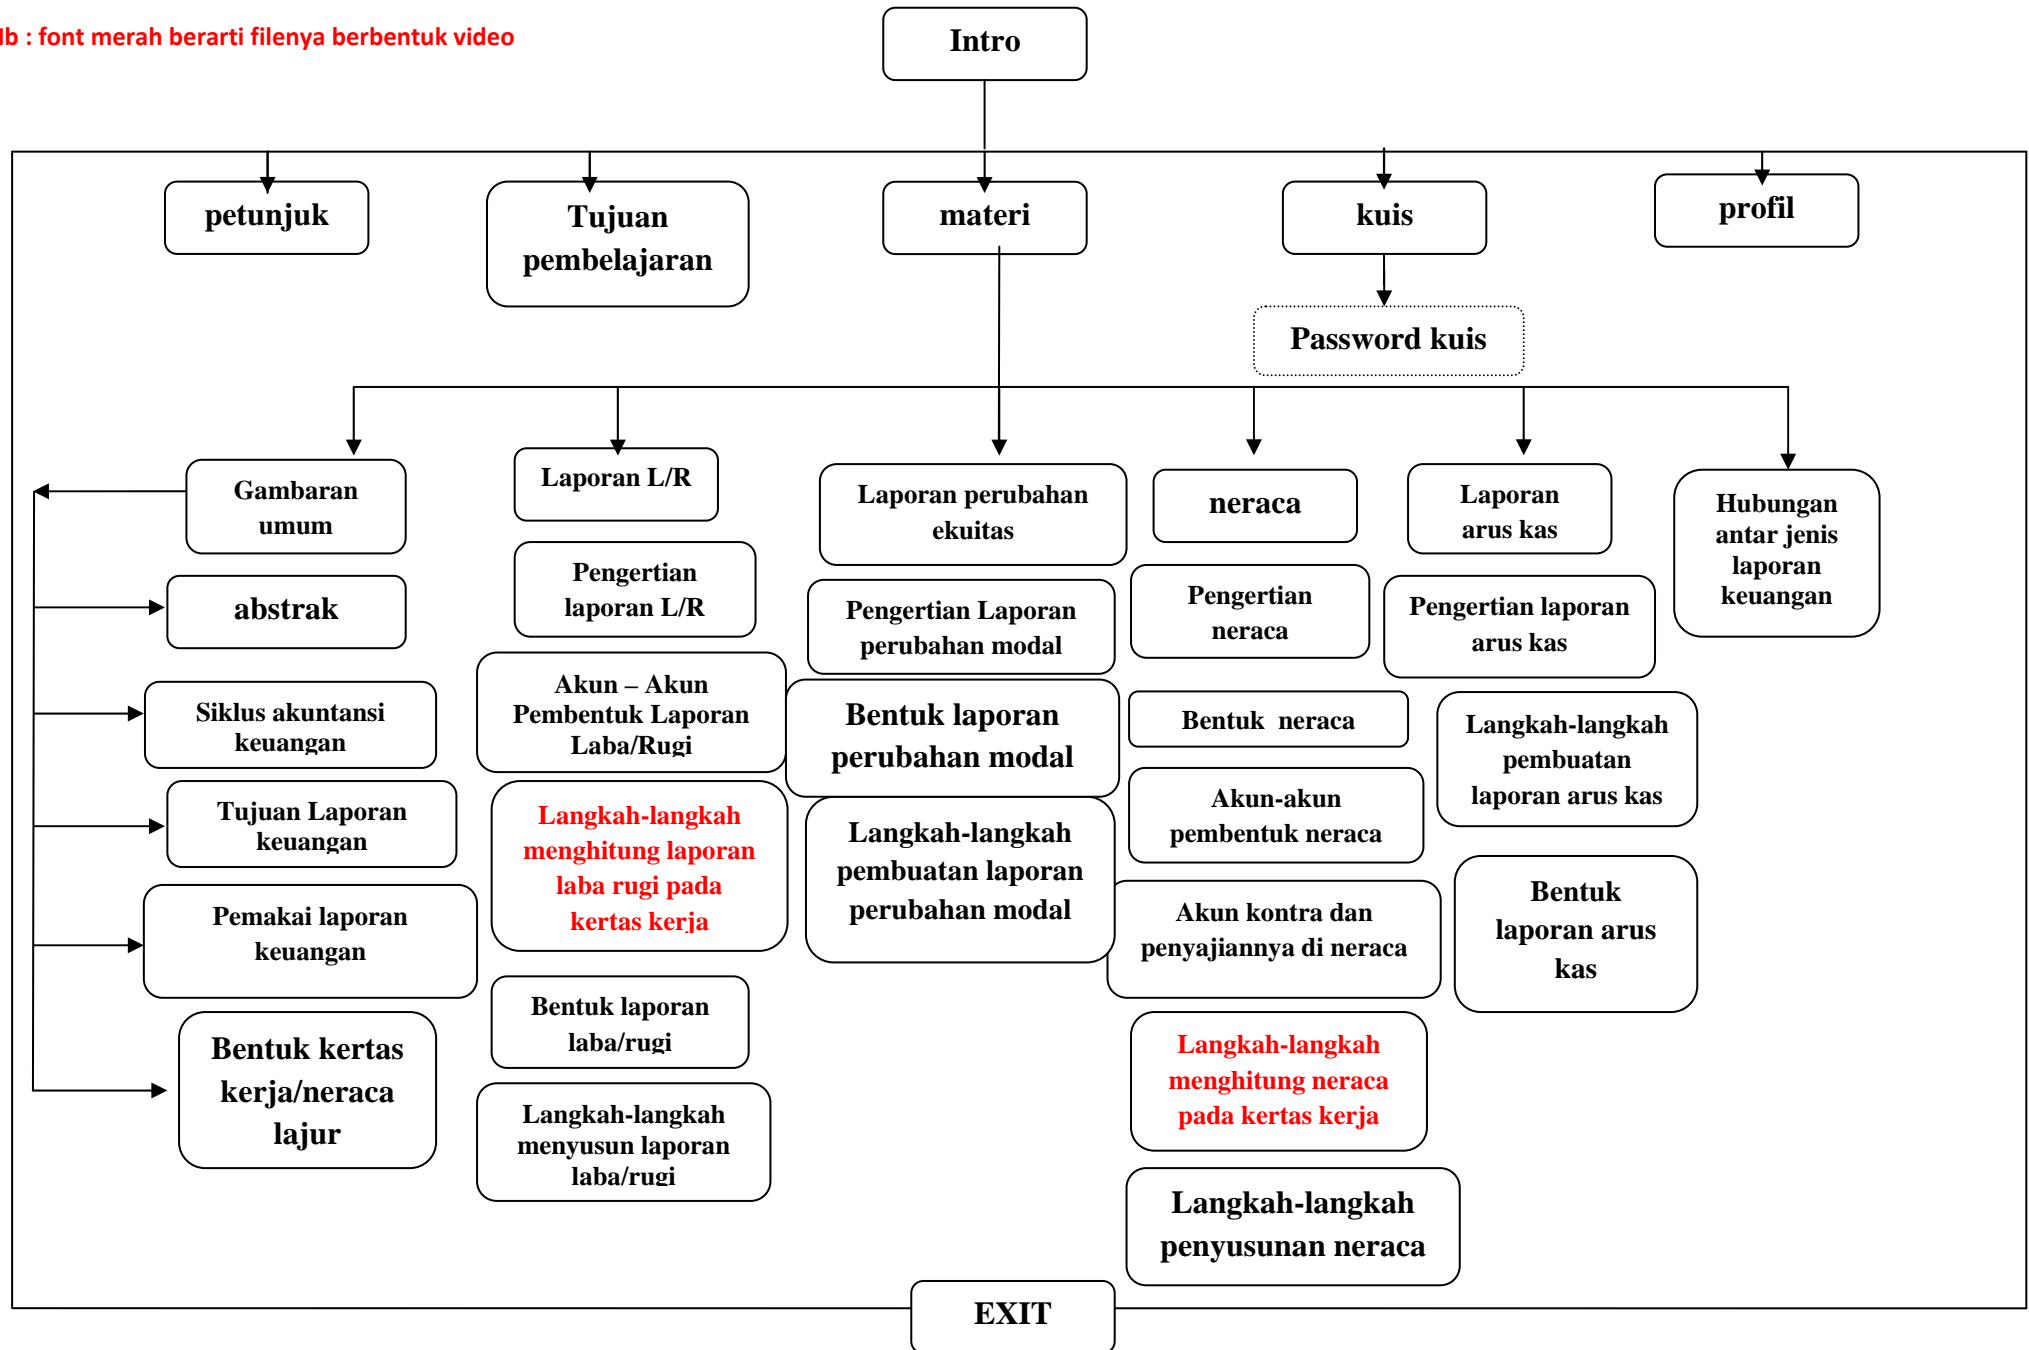 : font merah berarti filenya berbentuk video
Intro
petunjuk
Tujuan
pembelajaran
materi
kuis
profil
Password kuis
Gambaran
umum
abstrak
Siklus akuntansi
keuangan
Tujuan Laporan
keuangan
Pemakai laporan
keuangan
Bentuk kertas
kerja/neraca
lajur
Laporan L/R
Pengertian
laporan L/R
Akun – Akun
Pembentuk Laporan
Laba/Rugi
Langkah-langkah
menghitung laporan
laba rugi pada
kertas kerja
Bentuk laporan
laba/rugi
Langkah-langkah
menyusun laporan
laba/rugi
Laporan perubahan
ekuitas
Pengertian Laporan
perubahan modal
Bentuk laporan
perubahan modal
Langkah-langkah
pembuatan laporan
perubahan modal
neraca
Pengertian
neraca
Bentuk  neraca
Akun-akun
pembentuk neraca
Akun kontra dan
penyajiannya di neraca
Langkah-langkah
menghitung neraca
pada kertas kerja
Langkah-langkah
penyusunan neraca
Laporan
arus kas
Pengertian laporan
arus kas
Langkah-langkah
pembuatan
laporan arus kas
Bentuk
laporan arus
kas
Hubungan
antar jenis
laporan
keuangan
EXIT